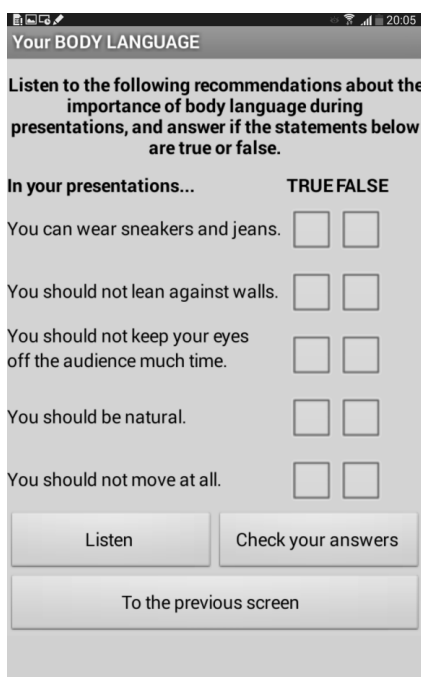 20:05
Your BODY LANGUAGE
Listen to the following recommendations about the
importance of body language during
presentations, and answer if the statements below
are true or false.
In your presentations... TRUE FALSE
You can wear sneakers and jeans.
You should not lean against walls.
You should not keep your eyes
off the audience much time.
You should be natural.
You should not move at all.
Listen Check your answers
To the previous screen